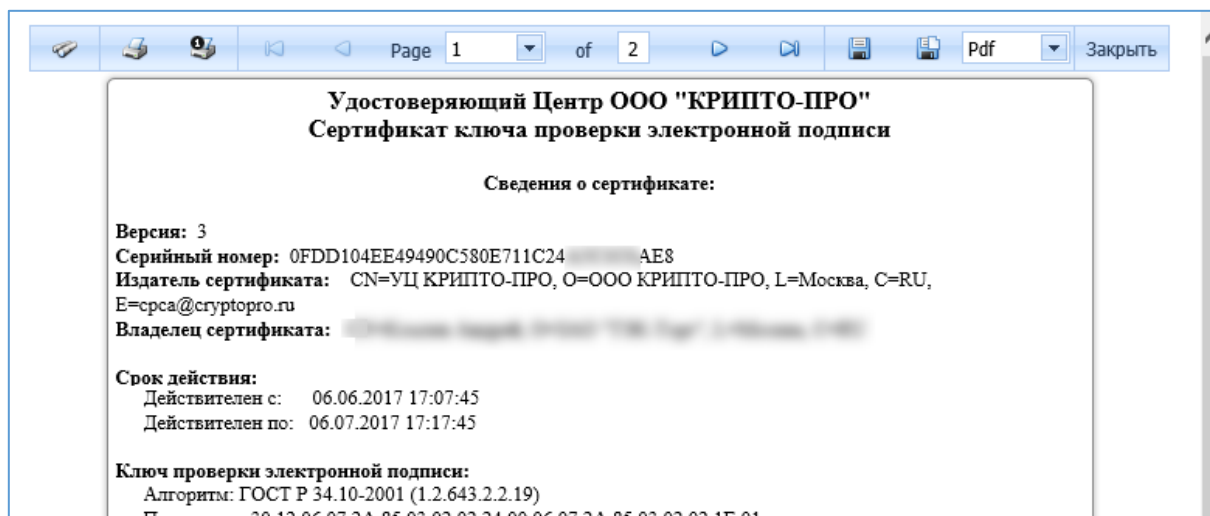 Page 1 of 2 Pdf Закрыть
Удостоверяющий Центр ООО "КРИПТО-ПРО"
Сертификат ключа проверки электронной подписи
Сведения о сертификате:
Версия: 3
Серийный номер: 0FDD104EE49490C580E711C24 AE8
Издатель сертификата: CN=УЦ КРИПТО-ПРО, O=ООО КРИПТО-ПРО, L=Москва, C=RU,
E=cpca@cryptopro.ru
Владелец сертификата:
Срок действия:
Действителен с: 06.06.2017 17:07:45
Действителен по: 06.07.2017 17:17:45
Ключ проверки электронной подписи:
Алгоритм: ГОСТ Р 34.10-2001 (1.2.643.2.2.19)